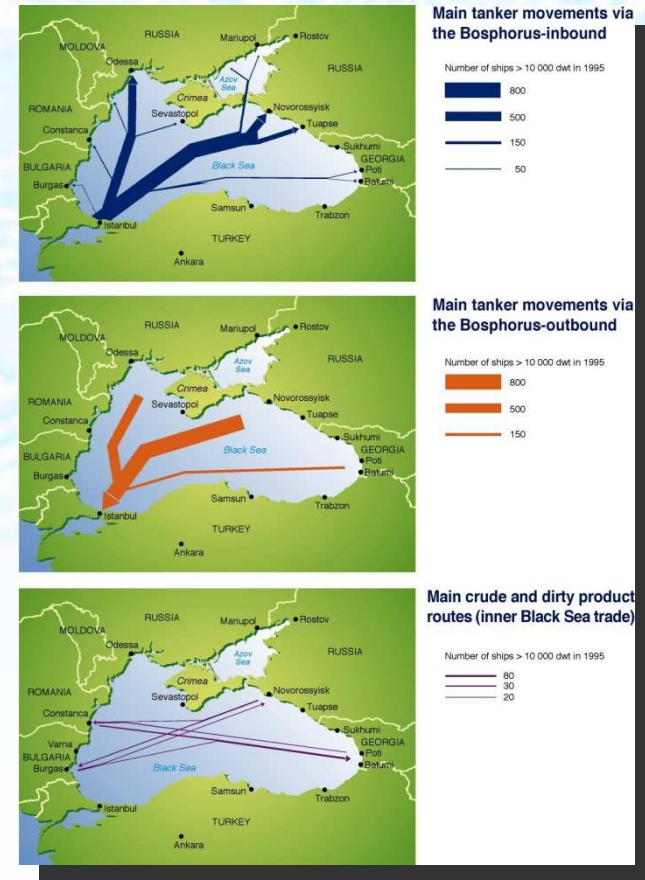 Main tanker movements via
the Bosphorus-inbound
Number of ships > 10 000 dwt in 1995
800
500
150
50
MOLDOVA
RUSSIA
Mariupol
Rostov
Odessa
Azov
Sea
RUSSIA
ROMANIA
Crimea
Sevastopol
Novorossyisk
Constanca
Tuapse
Sukhumi
BULGARIA
Black Sea
GEORGIA
Poti
Burgas
Batumi
Samsun
Trabzon
Istanbul
TURKEY
Ankara
Main tanker movements via
the Bosphorus-outbound
Number of ships > 10 000 dwt in 1995
800
500
150
MOLDOVA
RUSSIA
Mariupol
Rostov
Odessa
Azov
Sea
RUSSIA
ROMANIA
Crimea
Sevastopol
Novorossyisk
Constanca
Tuapse
Sukhumi
BULGARIA
Black Sea
GEORGIA
Poti
Burgas
Batumi
Samsun
Trabzon
Istanbul
TURKEY
Ankara
Main crude and dirty product
routes (inner Black Sea trade)
Number of ships > 10 000 dwt in 1995
80
30
20
MOLDOVA
RUSSIA
Mariupol
Rostov
Odessa
Azov
Sea
RUSSIA
ROMANIA
Crimea
Sevastopol
Novorossyisk
Constanca
Tuapse
Sukhumi
Varna
GEORGIA
BULGARIA
Poti
Burgas
Black Sea
Batumi
Samsun
Trabzon
Istanbul
TURKEY
Ankara